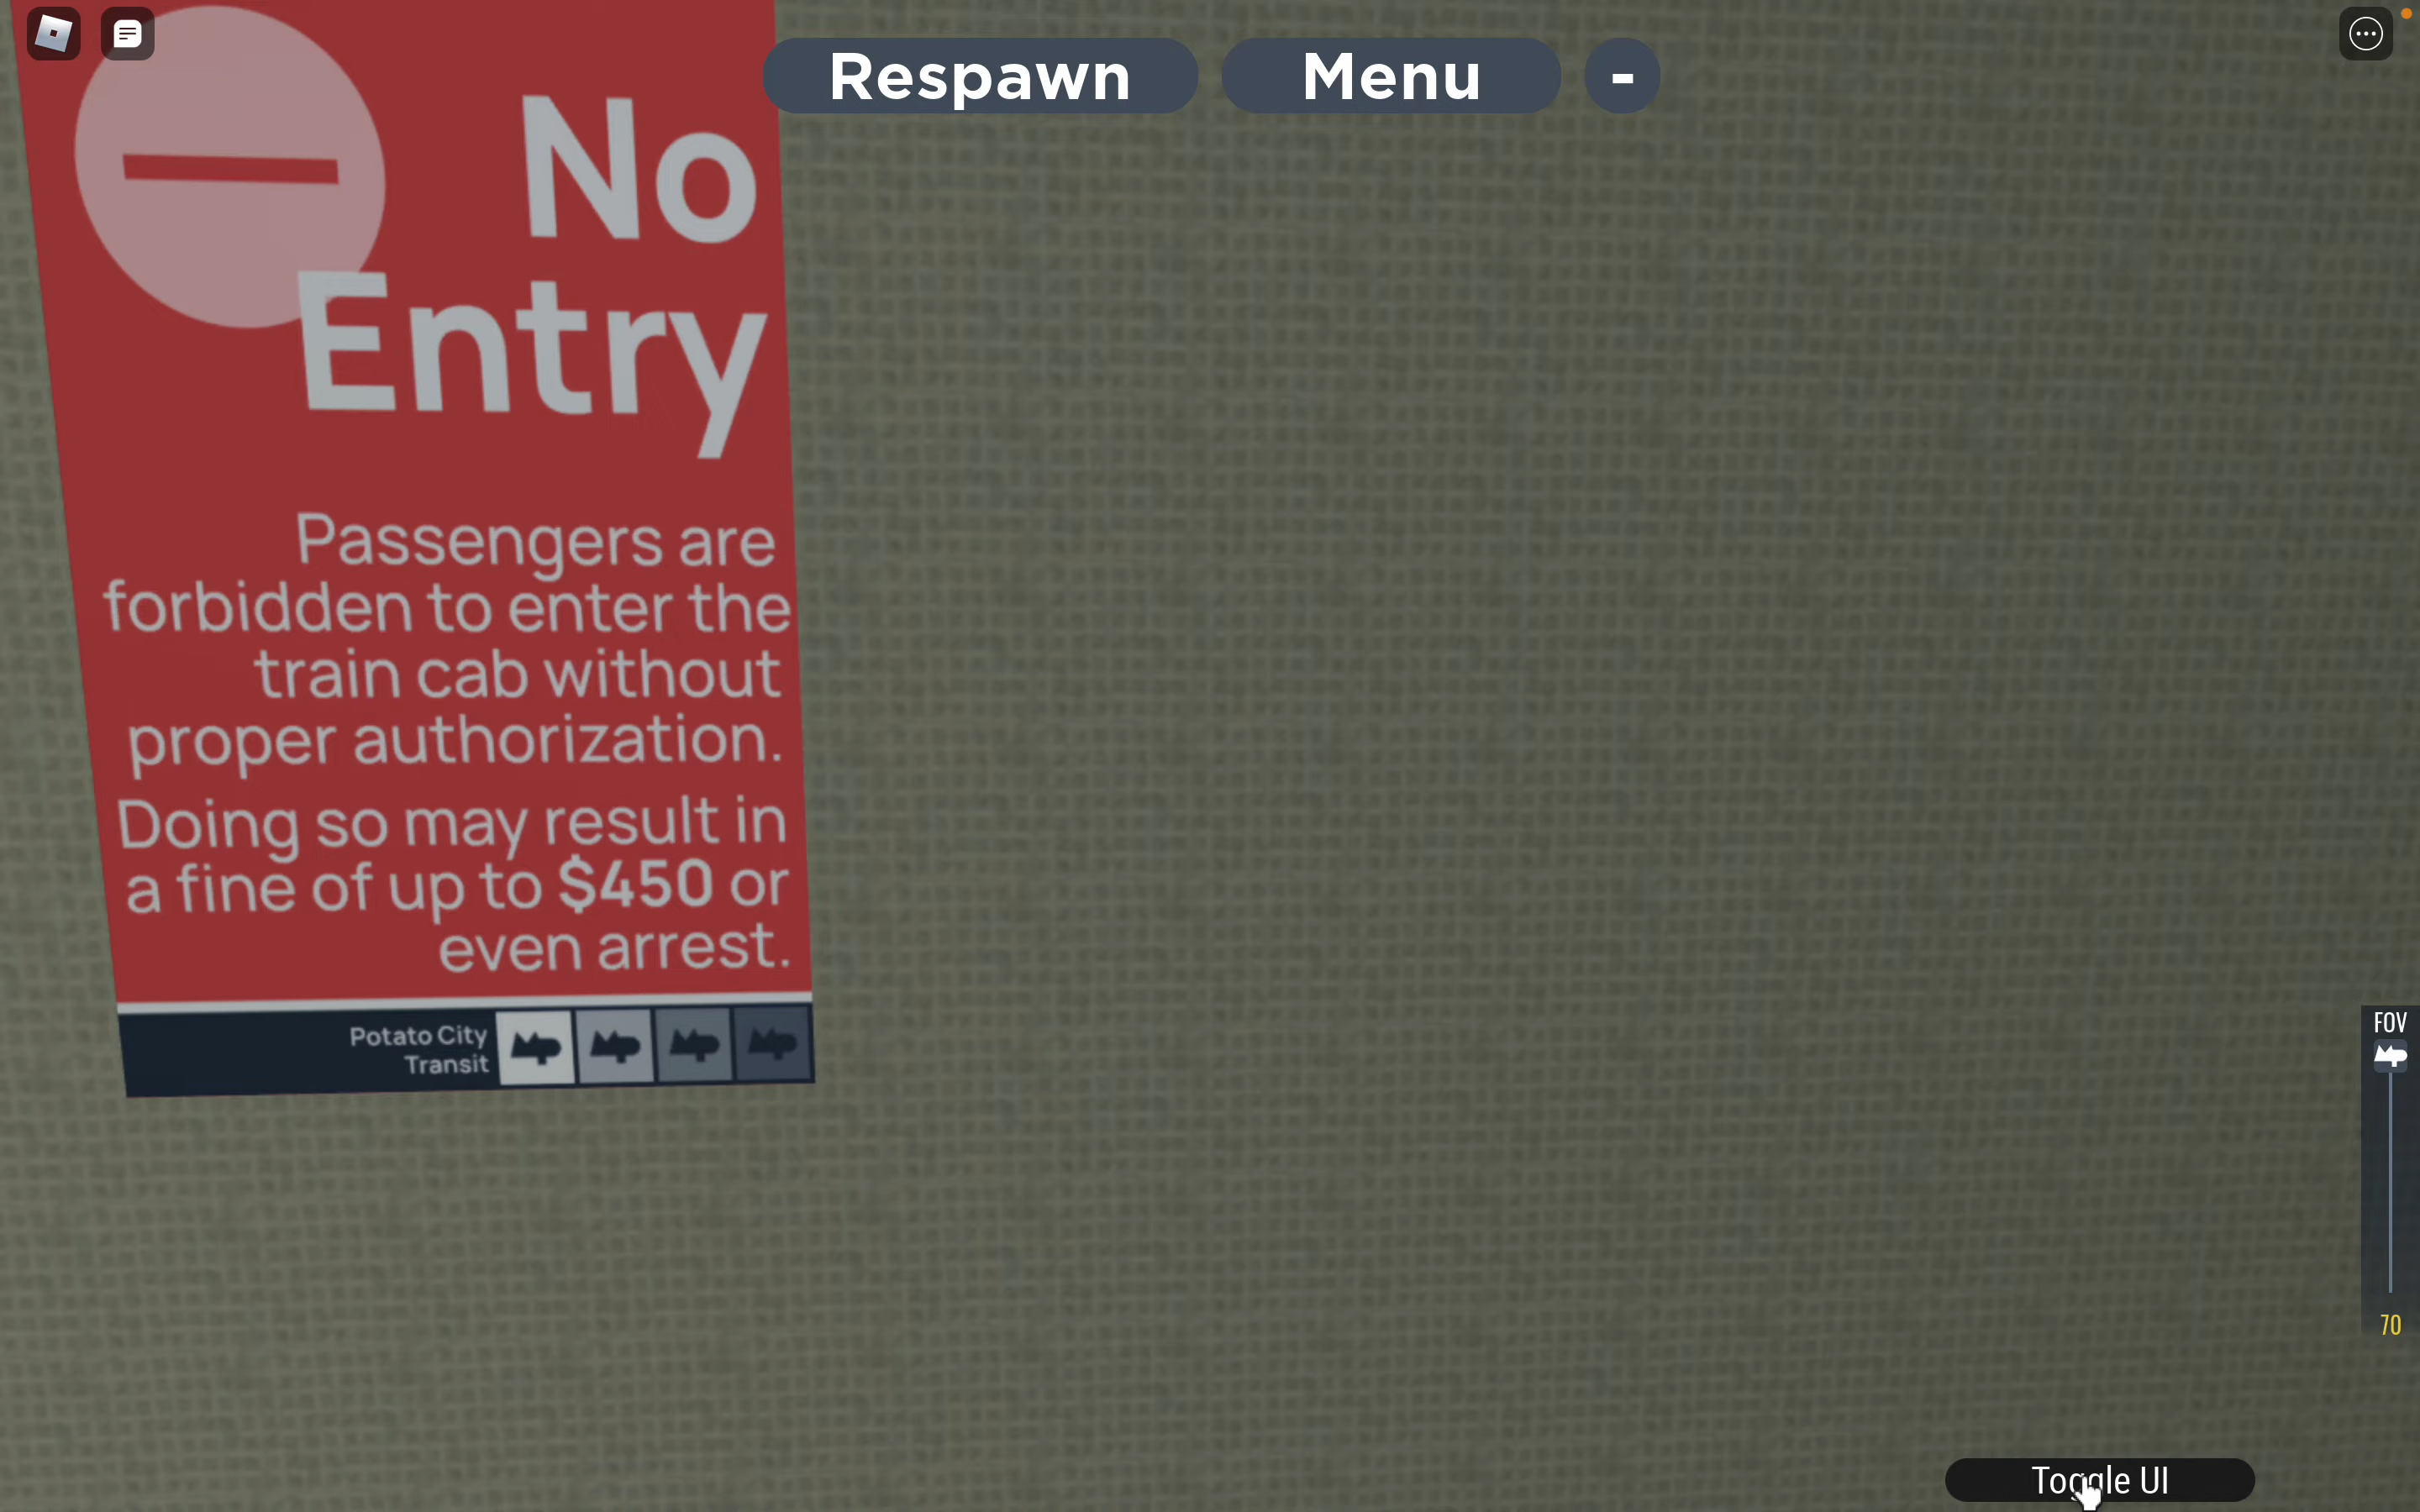 Respawn
Menu
-
No
Entry
Passengers are
forbidden to enter the
train cab without
proper authorization.
Doing so may result in
a fine of up to $450 or
even arrest.
Potato City
Transit
FOV
70
Toggle UI